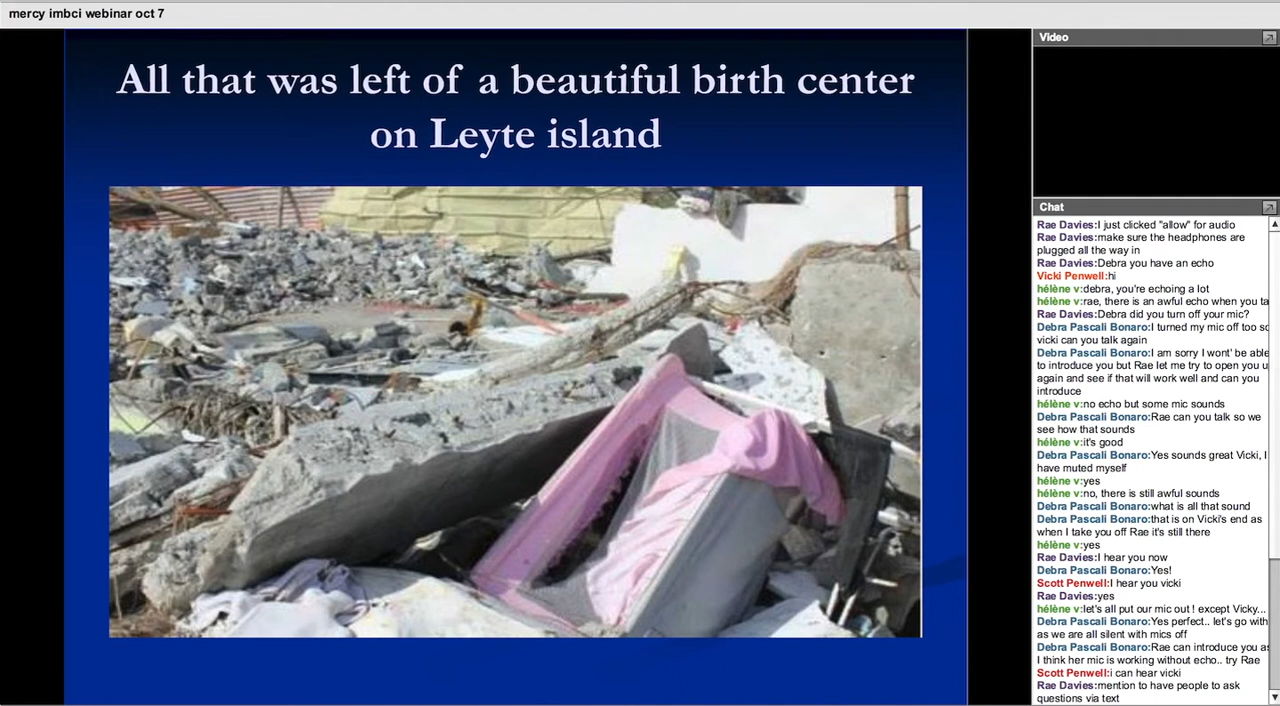 mercy imbci webinar oct 7
All that was left of a beautiful birth center
on Leyte island
Video
Chat
Rae Davies:I just clicked "allow" for audio
Rae Davies:make sure the headphones are
plugged all the way in
Rae Davies:Debra you have an echo
Vicki Penwell:hi
hélène v:debra, you're echoing a lot
hélène v:rae, there is an awful echo when you ta
Rae Davies:Debra did you turn off your mic?
Debra Pascali Bonaro:I turned my mic off too so
vicki can you talk again
Debra Pascali Bonaro:I am sorry I wont' be able
to introduce you but Rae let me try to open you u
again and see if that will work well and can you
introduce
hélène v:no echo but some mic sounds
Debra Pascali Bonaro:Rae can you talk so we
see how that sounds
hélène v:it's good
Debra Pascali Bonaro:Yes sounds great Vicki, I
have muted myself
hélène v:yes
hélène v:no, there is still awful sounds
Debra Pascali Bonaro:what is all that sound
Debra Pascali Bonaro:that is on Vicki's end as
when I take you off Rae it's still there
hélène v:yes
Rae Davies:I hear you now
Debra Pascali Bonaro:Yes!
Scott Penwell:I hear you vicki
Rae Davies:yes
hélène v:let's all put our mic out ! except Vicky...
Debra Pascali Bonaro:Yes perfect.. let's go with
as we are all silent with mics off
Debra Pascali Bonaro:Rae can introduce you as
I think her mic is working without echo.. try Rae
Scott Penwell:i can hear vicki
Rae Davies:mention to have people to ask
questions via text